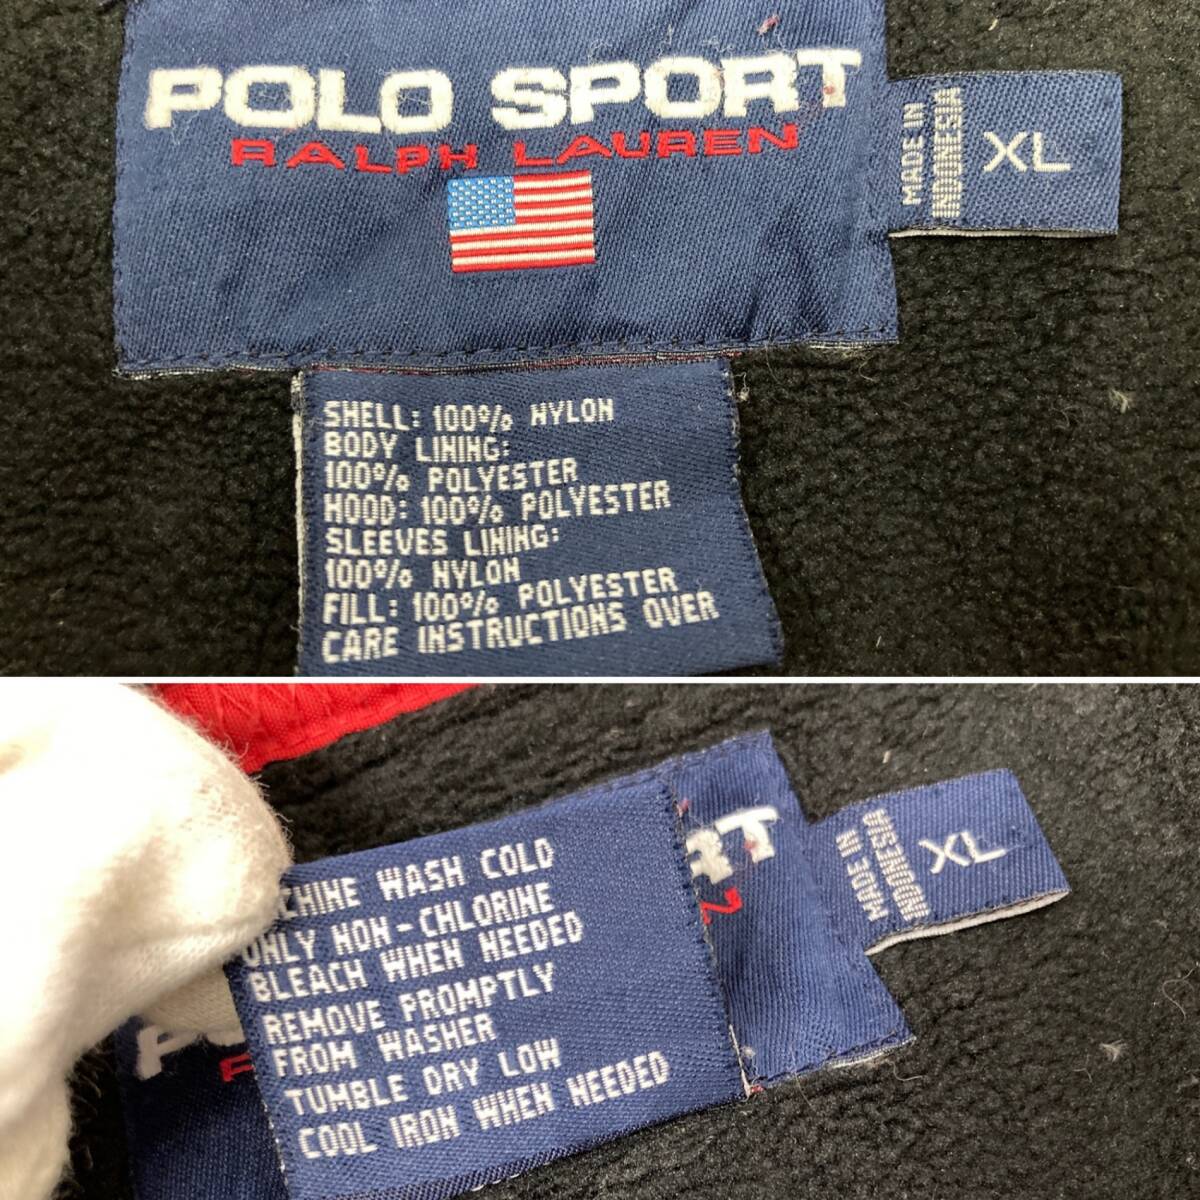 POLO SPORT
RALPH LAUREN
MADE IN
INDONESIA
XL
SHELL: 100% NYLON
BODY LINING:
100% POLYESTER
HOOD: 100% POLYESTER
SLEEVES LINING:
100% NYLON
FILL: 100% POLYESTER
CARE INSTRUCTIONS OVER
CHINE WASH COLD
ONLY NON-CHLORINE
BLEACH WHEN NEEDED
REMOVE PROMPTLY
FROM WASHER
TUMBLE DRY LOW
COOL IRON WHEN NEEDED
RT
MADE IN
INDONESIA
XL